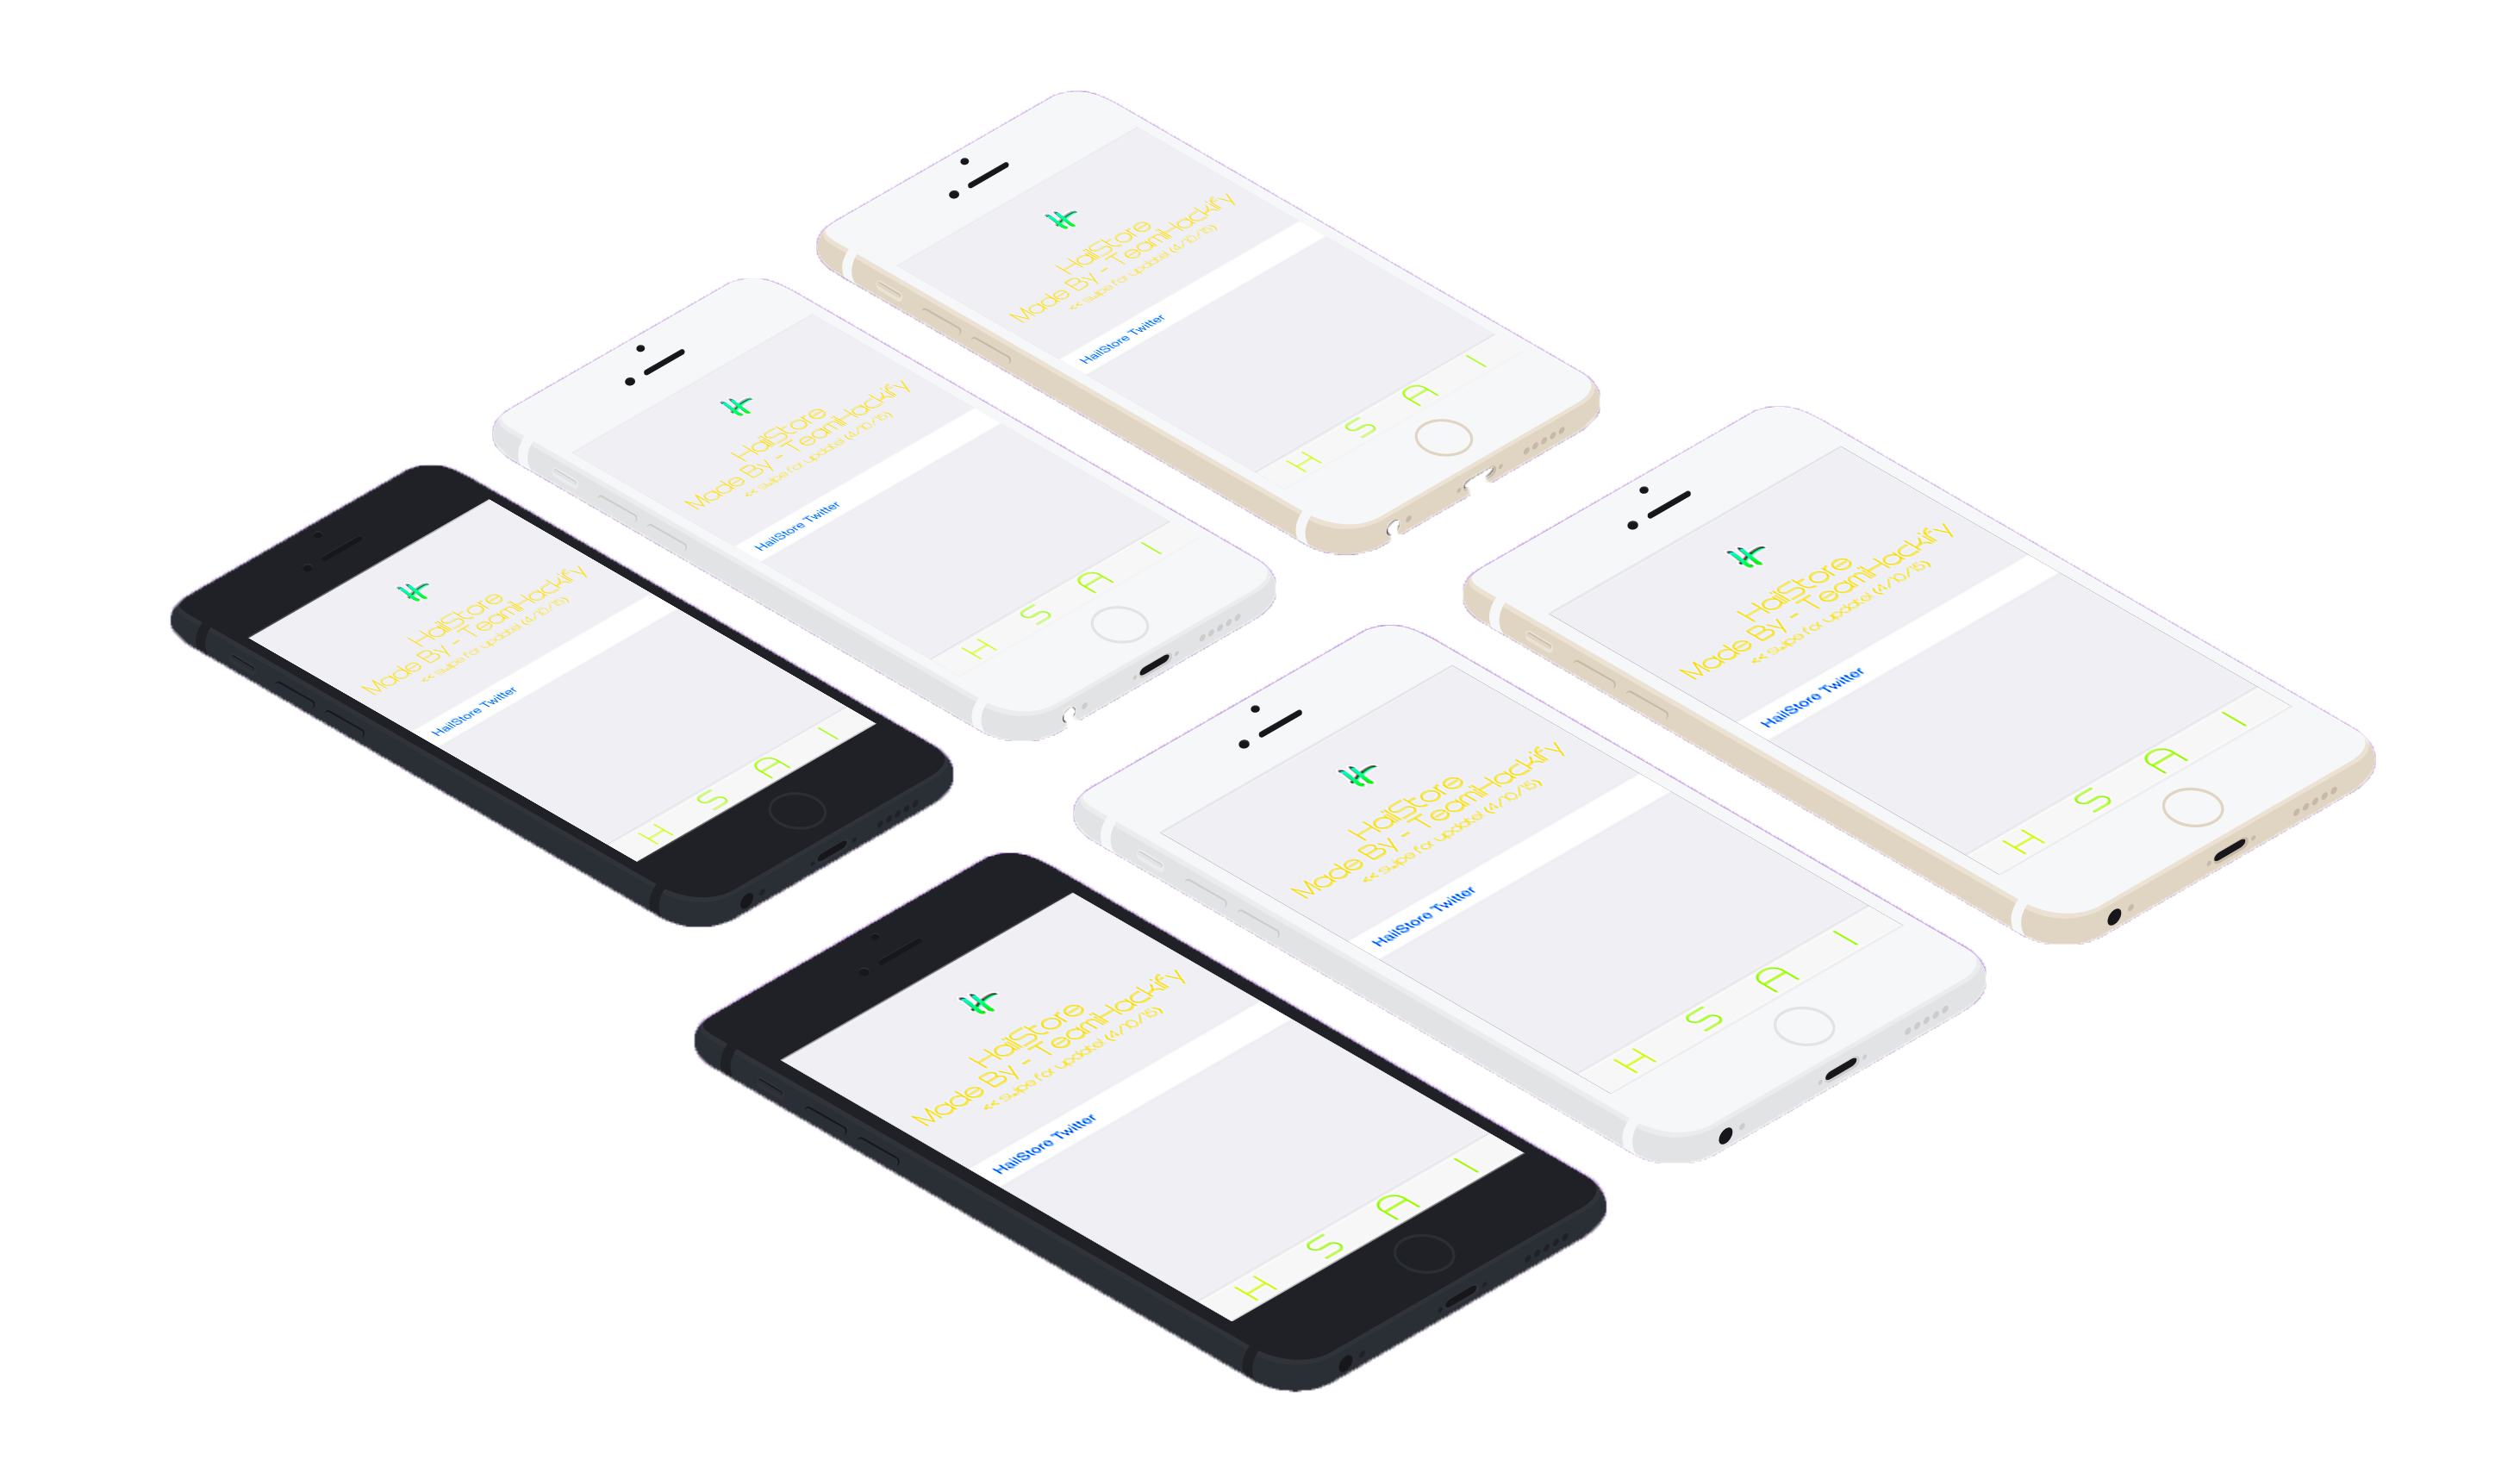 HailStore
Made By - TeamHackify
<< Swipe for update! (4/10/15)
HailStore Twitter
H S A I
HailStore
Made By - TeamHackify
<< Swipe for update! (4/10/15)
HailStore Twitter
H S A I
HailStore
Made By - TeamHackify
<< Swipe for update! (4/10/15)
HailStore Twitter
H S A I
HailStore
Made By - TeamHackify
<< Swipe for update! (4/10/15)
HailStore Twitter
H S A I
HailStore
Made By - TeamHackify
<< Swipe for update! (4/10/15)
HailStore Twitter
H S A I
HailStore
Made By - TeamHackify
<< Swipe for update! (4/10/15)
HailStore Twitter
H S A I